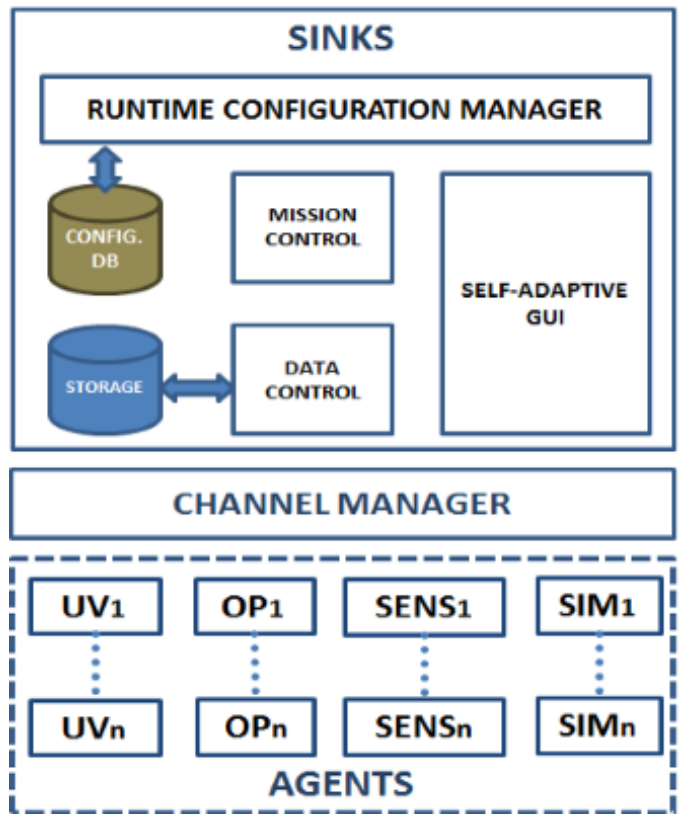 SINKS
RUNTIME CONFIGURATION MANAGER
CONFIG.
DB
MISSION
CONTROL
SELF-ADAPTIVE
GUI
STORAGE
DATA
CONTROL
CHANNEL MANAGER
UV1
OP1
SENS1
SIM1
UVn
OPn
SENSn
SIMn
AGENTS